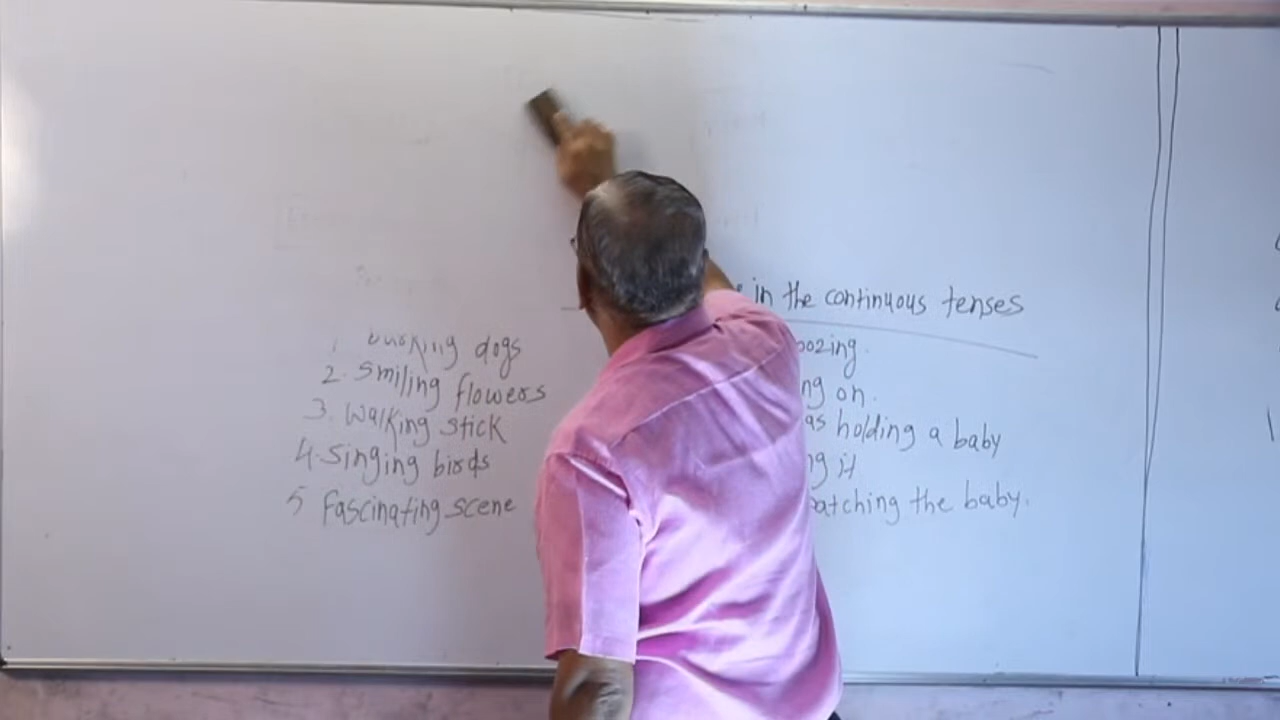 in the continuous tenses
1 barking dogs
2. Smiling flowers
3. Walking stick
4. Singing birds
5 Fascinating scene
oozing.
ng on.
as holding a baby
ng it
atching the baby.